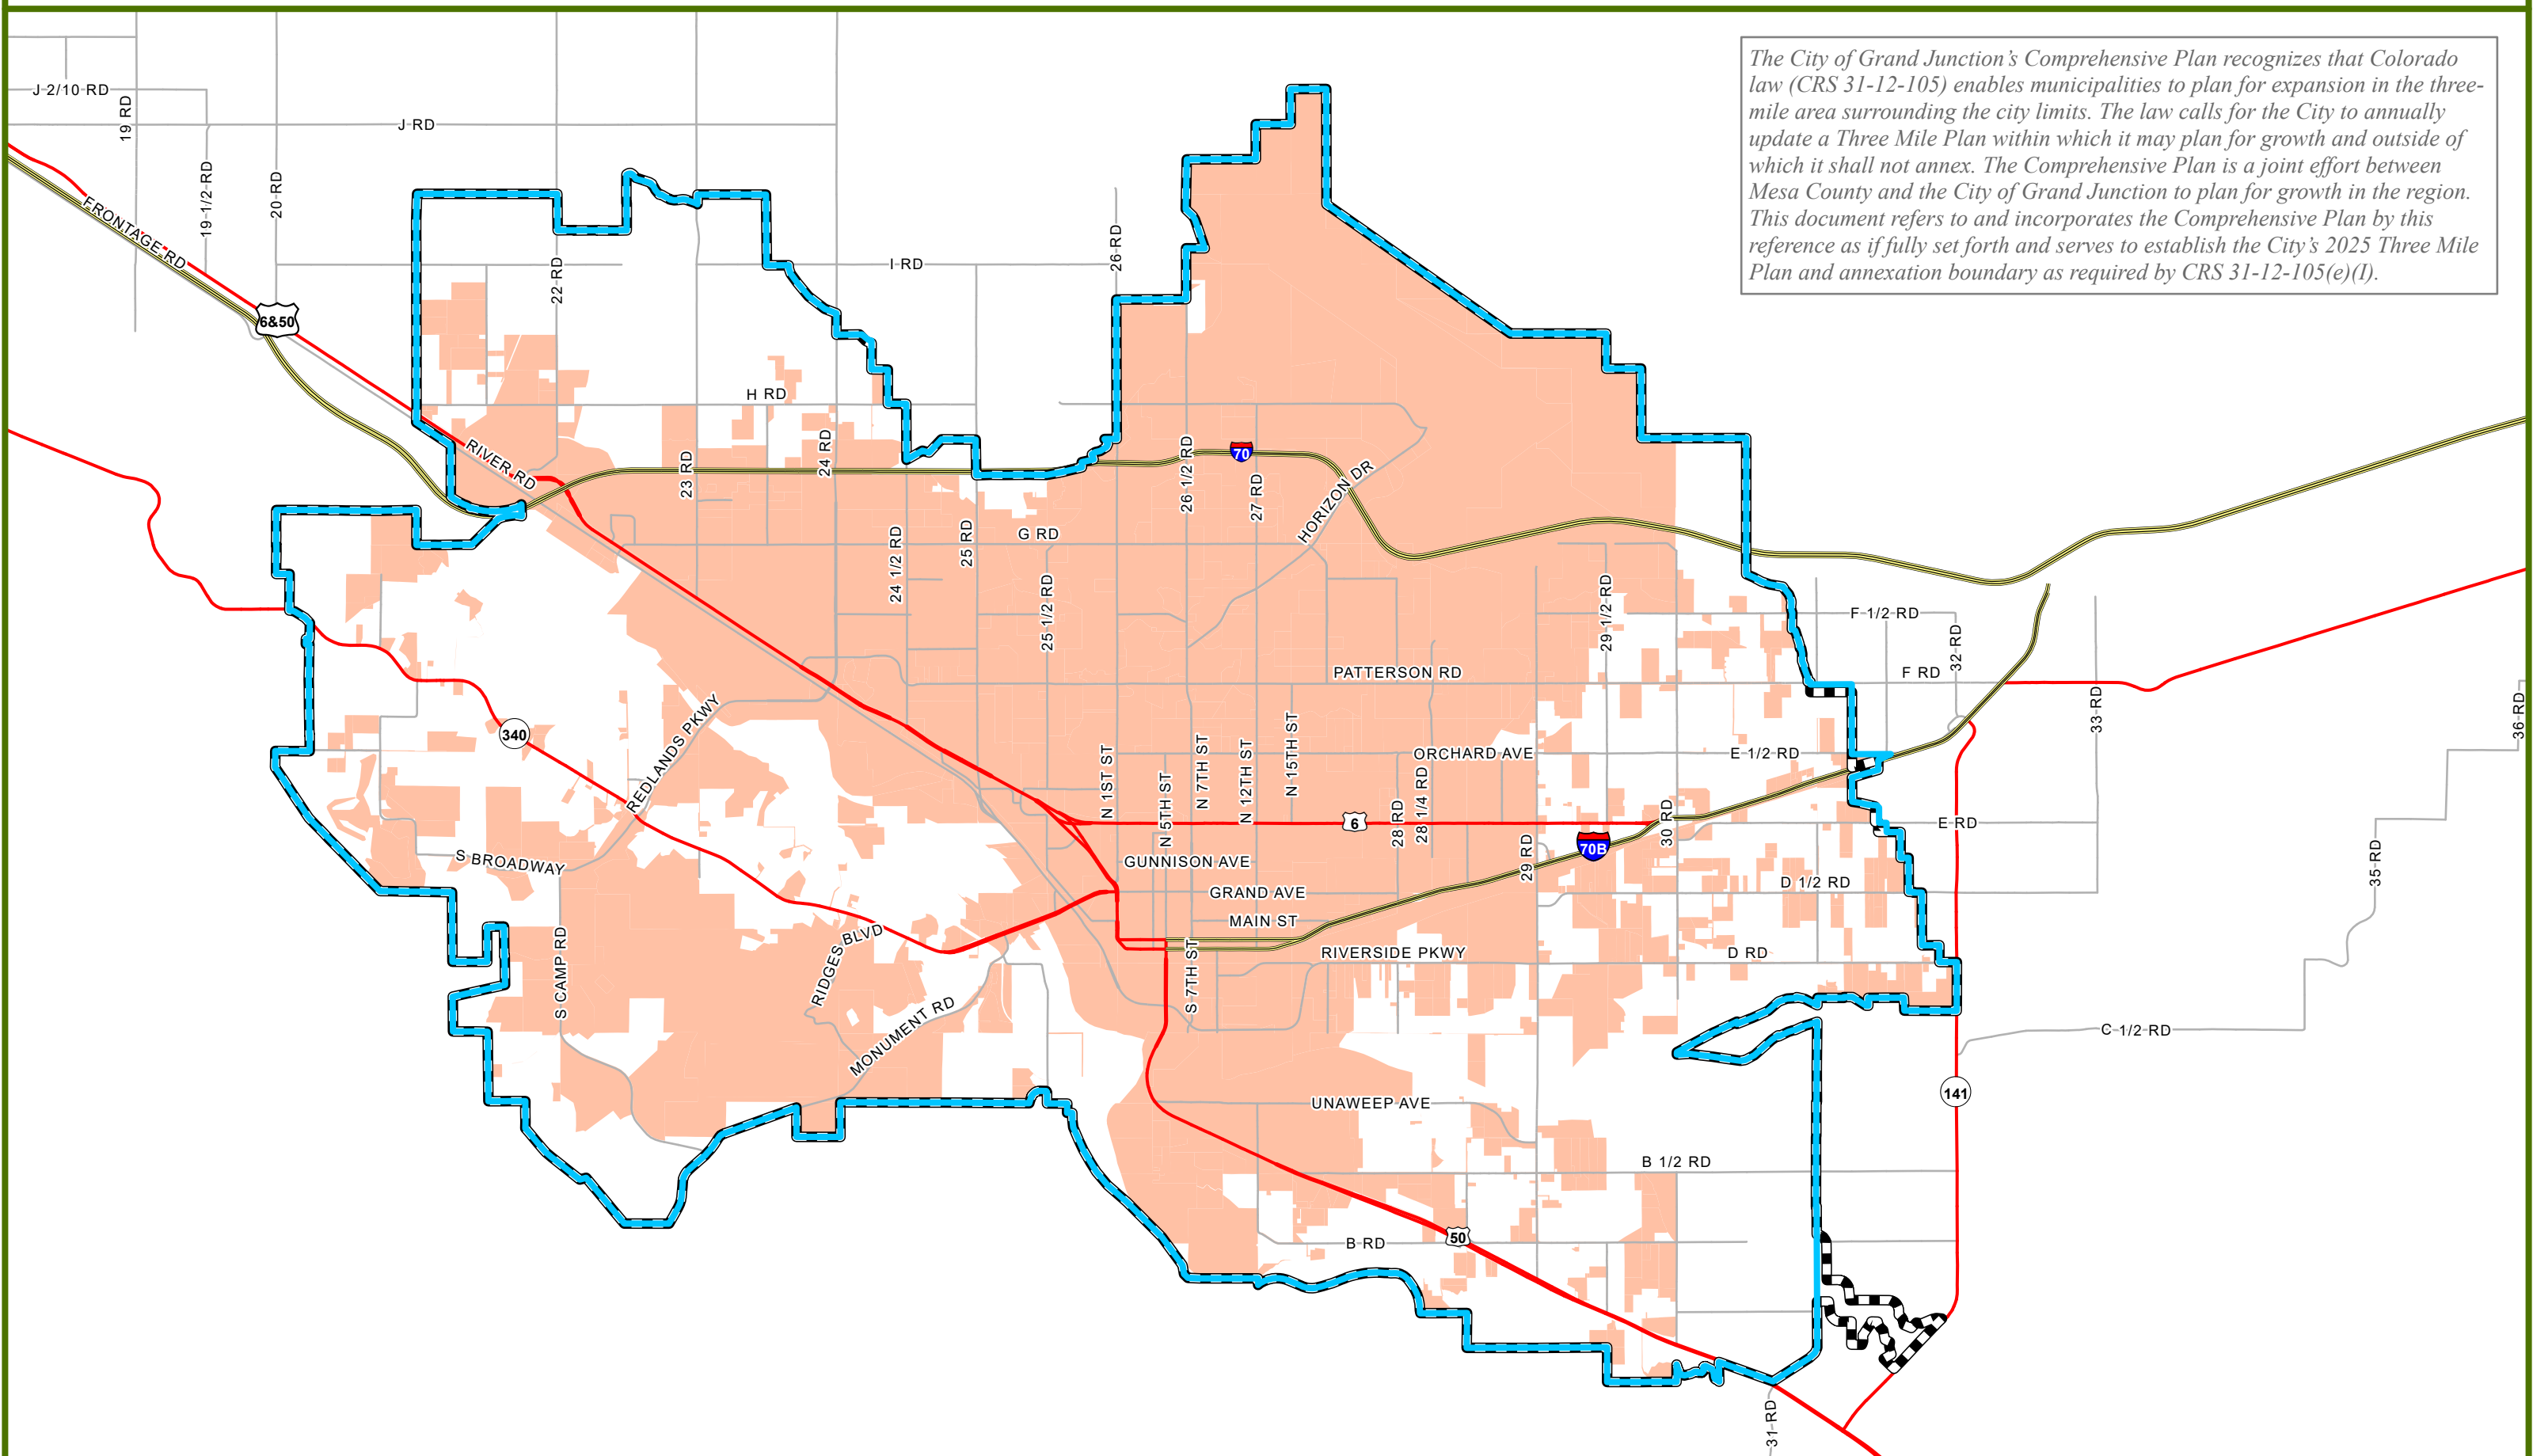 The City of Grand Junction’s Comprehensive Plan recognizes that Colorado
law (CRS 31-12-105) enables municipalities to plan for expansion in the three-
mile area surrounding the city limits. The law calls for the City to annually
update a Three Mile Plan within which it may plan for growth and outside of
which it shall not annex. The Comprehensive Plan is a joint effort between
Mesa County and the City of Grand Junction to plan for growth in the region.
This document refers to and incorporates the Comprehensive Plan by this
reference as if fully set forth and serves to establish the City’s 2025 Three Mile
Plan and annexation boundary as required by CRS 31-12-105(e)(I).
J 2/10 RD
19 RD
J RD
19 1/2 RD
20 RD
FRONTAGE RD
22 RD
I RD
26 RD
6&50
H RD
RIVER RD
23 RD
24 RD
26 1/2 RD
70
27 RD
HORIZON DR
24 1/2 RD
25 RD
G RD
25 1/2 RD
29 1/2 RD
F 1/2 RD
32 RD
PATTERSON RD
F RD
33 RD
36 RD
340
REDLANDS PKWY
N 1ST ST
N 5TH ST
N 7TH ST
N 12TH ST
N 15TH ST
ORCHARD AVE
E 1/2 RD
28 RD
28 1/4 RD
6
30 RD
E RD
70B
29 RD
S BROADWAY
GUNNISON AVE
35 RD
D 1/2 RD
GRAND AVE
MAIN ST
S CAMP RD
RIDGES BLVD
RIVERSIDE PKWY
D RD
S 7TH ST
MONUMENT RD
C 1/2 RD
141
UNAWEEP AVE
B 1/2 RD
50
B RD
31 RD